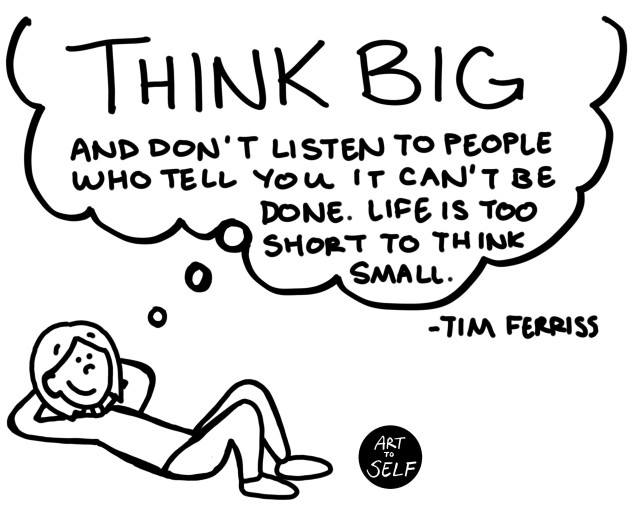 THINK BIG
AND DON'T LISTEN TO PEOPLE
WHO TELL YOU IT CAN'T BE
DONE. LIFE IS TOO
SHORT TO THINK
SMALL.
-TIM FERRISS
ART
TO
SELF